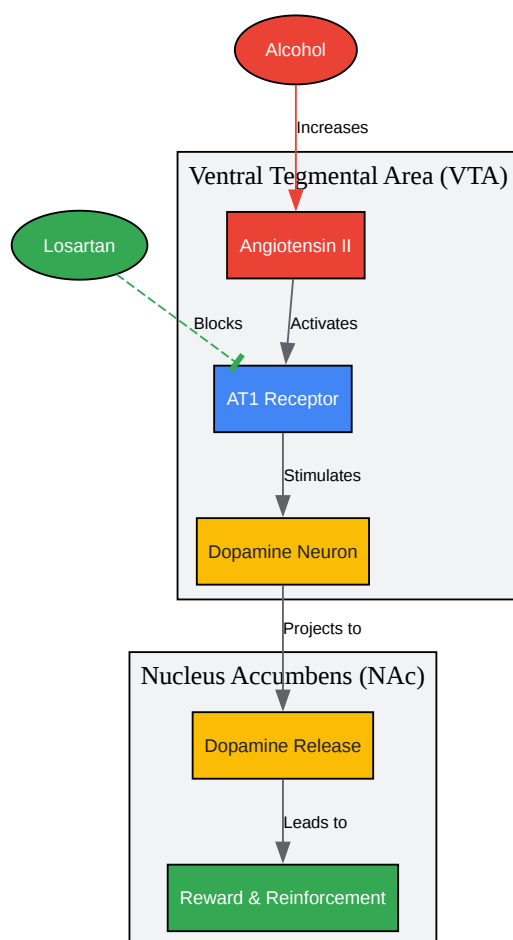 Alcohol
Increases
Ventral Tegmental Area (VTA)
Angiotensin II
Losartan
Blocks
Activates
AT1 Receptor
Stimulates
Dopamine Neuron
Projects to
Nucleus Accumbens (NAc)
Dopamine Release
Leads to
Reward & Reinforcement